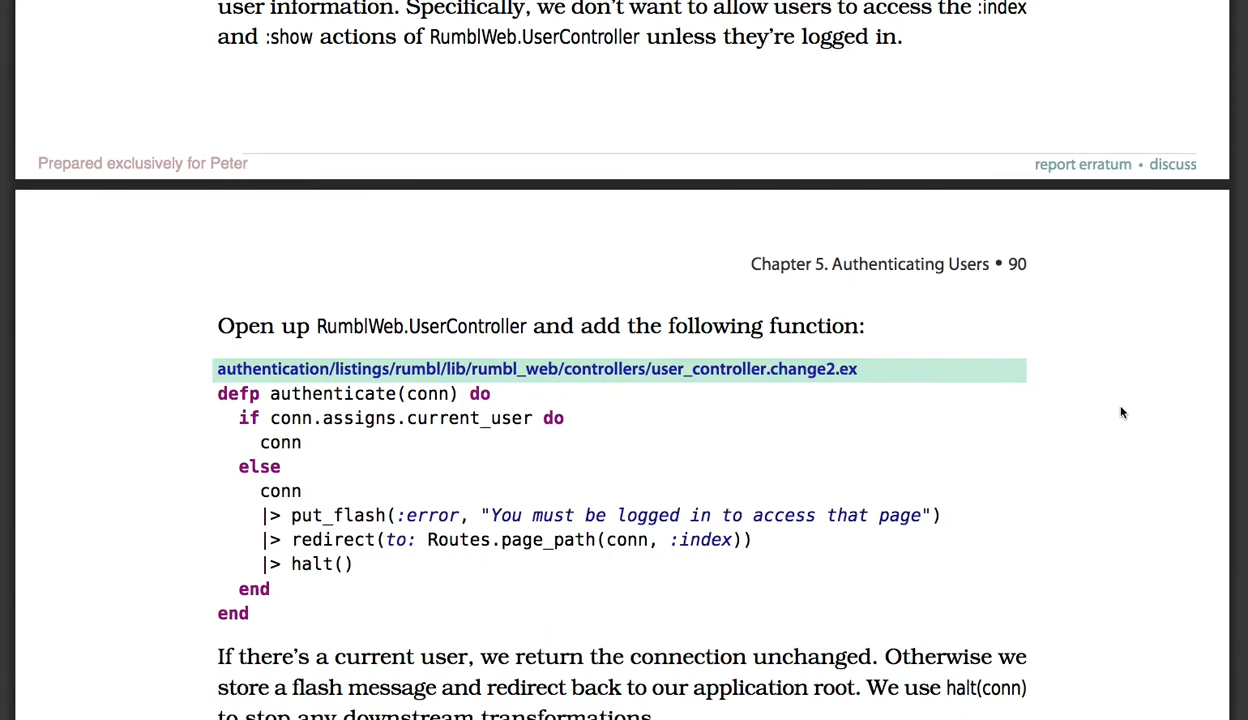 user information. Specifically, we don't want to allow users to access the :index
and :show actions of RumblWeb.UserController unless they're logged in.
Prepared exclusively for Peter
report erratum • discuss
Chapter 5. Authenticating Users • 90
Open up RumblWeb.UserController and add the following function:
authentication/listings/rumbl/lib/rumbl_web/controllers/user_controller.change2.ex
defp authenticate(conn) do
  if conn.assigns.current_user do
    conn
  else
    conn
    |> put_flash(:error, "You must be logged in to access that page")
    |> redirect(to: Routes.page_path(conn, :index))
    |> halt()
  end
end
If there's a current user, we return the connection unchanged. Otherwise we
store a flash message and redirect back to our application root. We use halt(conn)
to stop any downstream transformations.